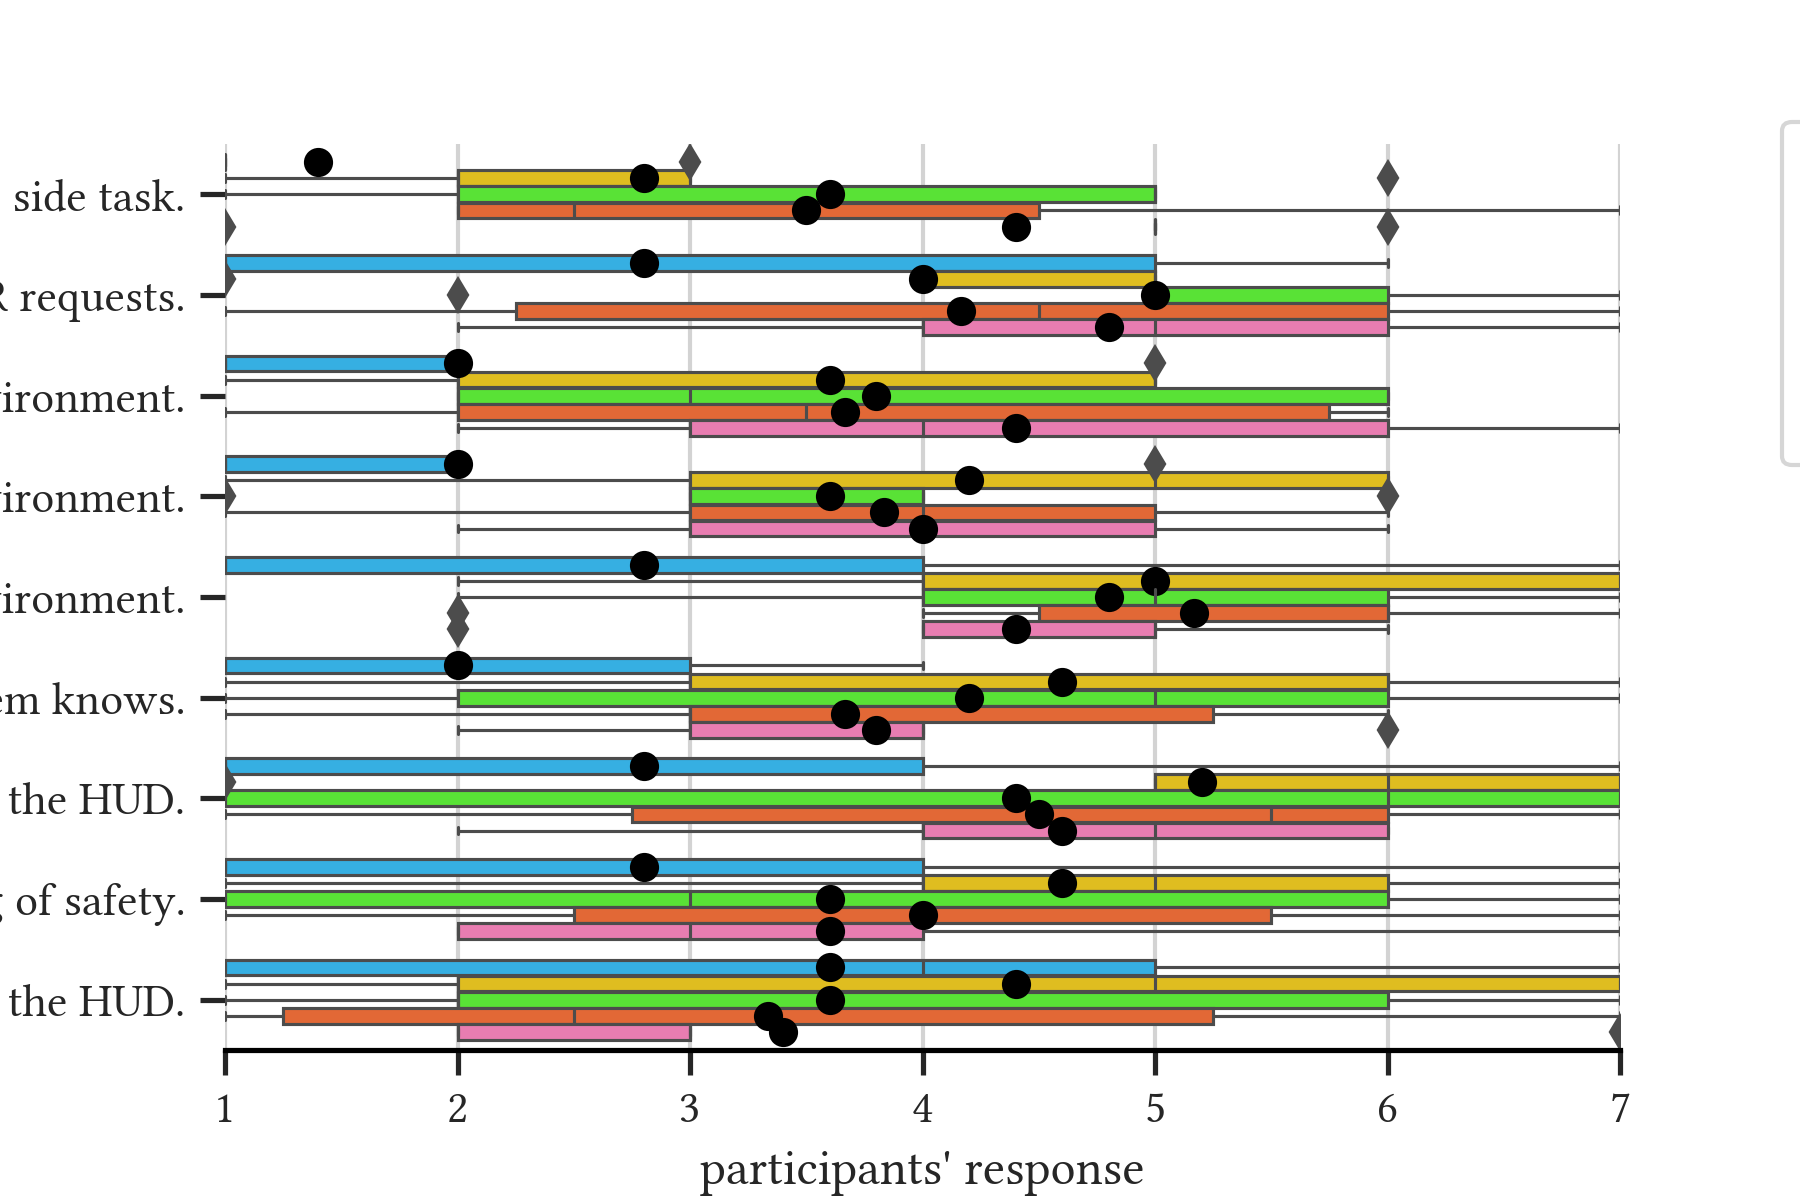 side task.
requests.
ironment.
ironment.
ironment.
em knows.
the HUD.
of safety.
the HUD.
1 2 3 4 5 6 7
participants' response